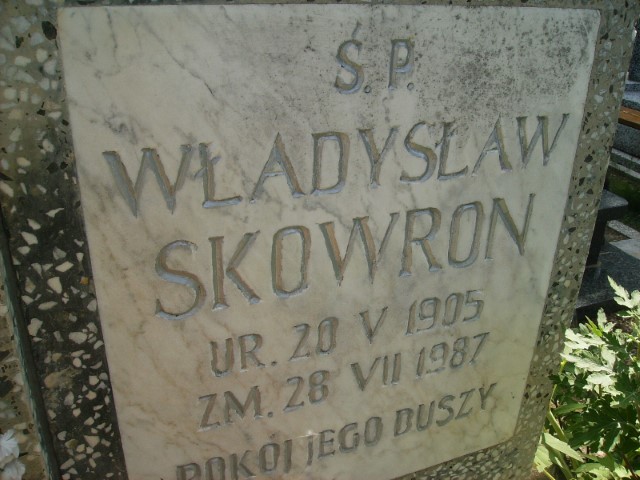 Ś.P.
WŁADYSŁAW
SKOWRON
UR. 20 V 1905
ZM. 28 VII 1987
POKÓJ JEGO DUSZY